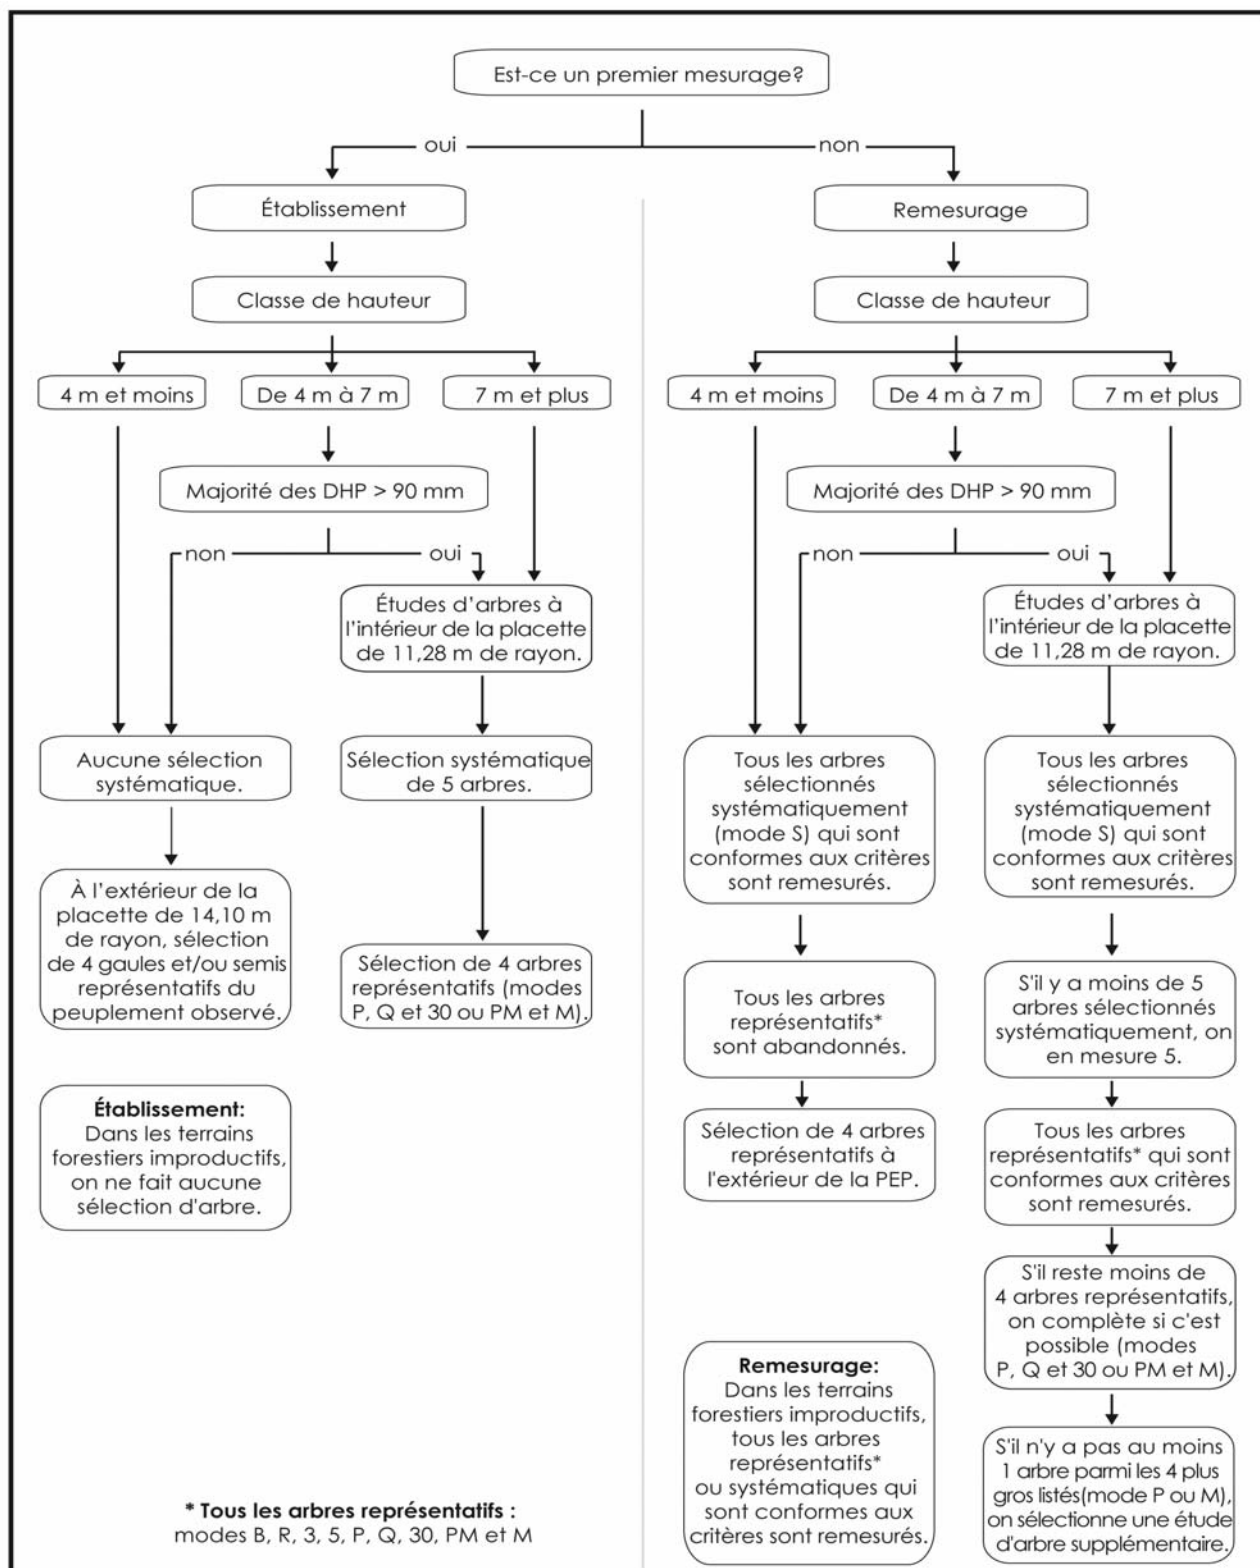 Est-ce un premier mesurage?
oui
non
Établissement
Remesurage
Classe de hauteur
Classe de hauteur
4 m et moins
De 4 m à 7 m
7 m et plus
4 m et moins
De 4 m à 7 m
7 m et plus
Majorité des DHP > 90 mm
Majorité des DHP > 90 mm
non
oui
non
oui
Études d'arbres à
l'intérieur de la placette
de 11,28 m de rayon.
Études d'arbres à
l'intérieur de la placette
de 11,28 m de rayon.
Aucune sélection
systématique.
Sélection systématique
de 5 arbres.
Tous les arbres
sélectionnés
systématiquement
(mode S) qui sont
conformes aux critères
sont remesurés.
Tous les arbres
sélectionnés
systématiquement
(mode S) qui sont
conformes aux critères
sont remesurés.
À l'extérieur de la
placette de 14,10 m
de rayon, sélection
de 4 gaules et/ou semis
représentatifs du
peuplement observé.
Sélection de 4 arbres
représentatifs (modes
P, Q et 30 ou PM et M).
Tous les arbres
représentatifs*
sont abandonnés.
S'il y a moins de 5
arbres sélectionnés
systématiquement, on
en mesure 5.
Établissement:
Dans les terrains
forestiers improductifs,
on ne fait aucune
sélection d'arbre.
Sélection de 4 arbres
représentatifs à
l'extérieur de la PEP.
Tous les arbres
représentatifs* qui sont
conformes aux critères
sont remesurés.
S'il reste moins de
4 arbres représentatifs,
on complète si c'est
possible (modes
P, Q et 30 ou PM et M).
Remesurage:
Dans les terrains
forestiers improductifs,
tous les arbres
représentatifs*
ou systématiques qui
sont conformes aux
critères sont remesurés.
S'il n'y a pas au moins
1 arbre parmi les 4 plus
gros listés(mode P ou M),
on sélectionne une étude
d'arbre supplémentaire.
* Tous les arbres représentatifs :
modes B, R, 3, 5, P, Q, 30, PM et M